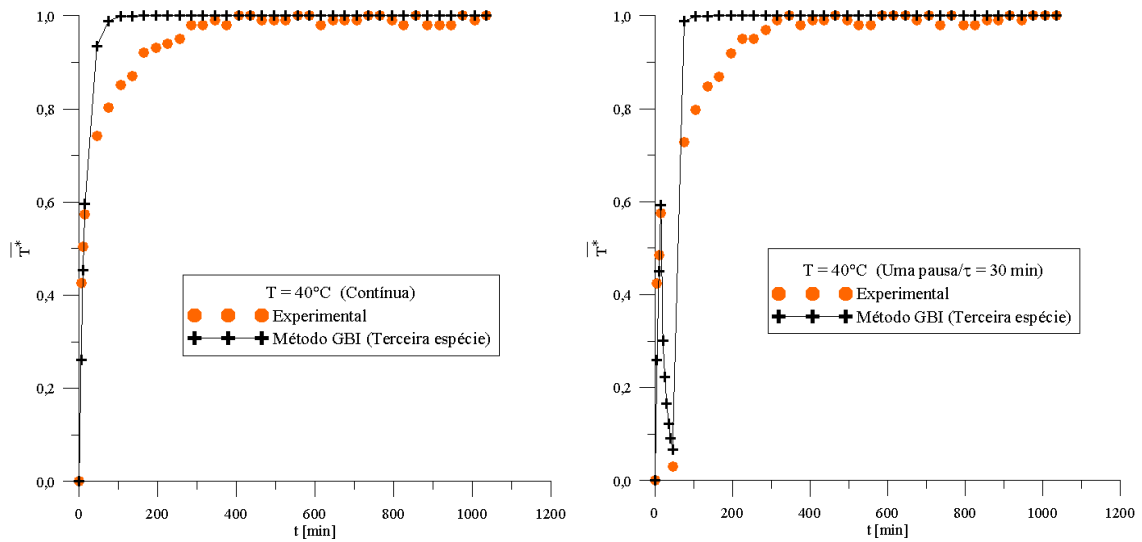 1,0
0,8
0,6
0,4
0,2
0,0
T*
T = 40°C (Contínua)
Experimental
Método GBI (Terceira espécie)
0 200 400 600 800 1000 1200
t [min]
1,0
0,8
0,6
0,4
0,2
0,0
T*
T = 40°C (Uma pausa/τ = 30 min)
Experimental
Método GBI (Terceira espécie)
0 200 400 600 800 1000 1200
t [min]